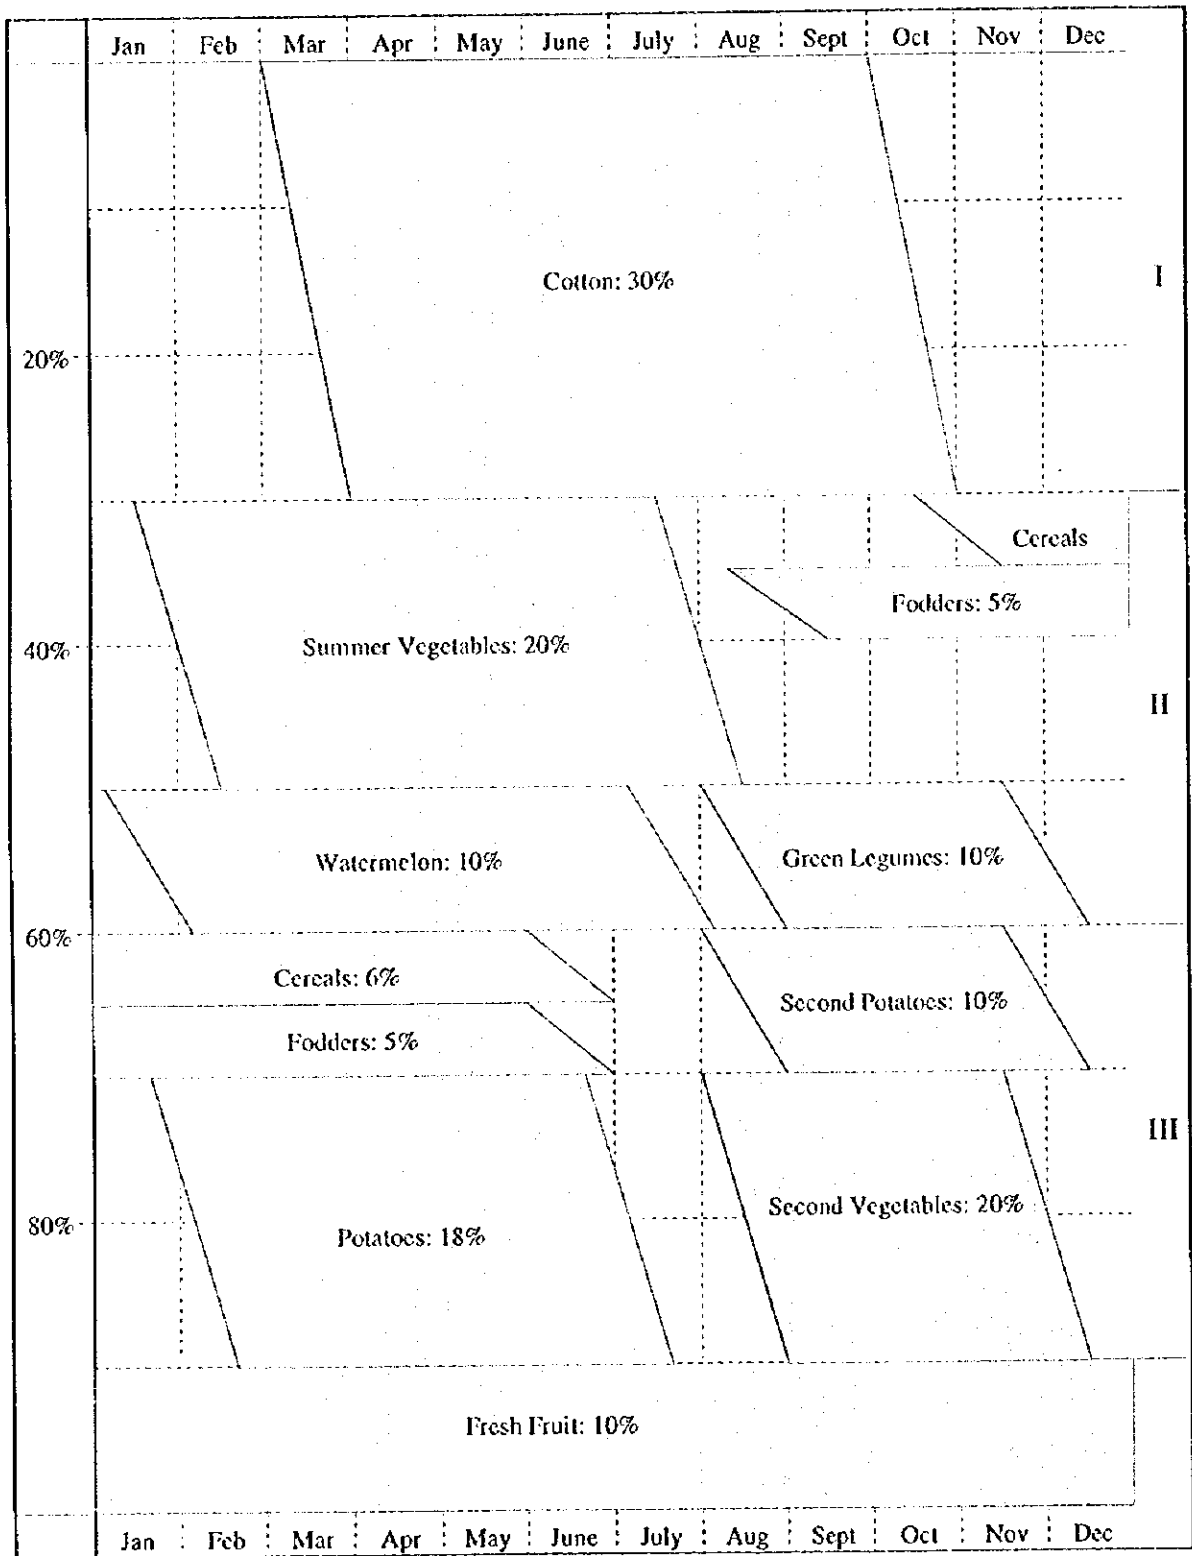 Jan Feb Mar Apr May June July Aug Sept Oct Nov Dec
Cotton: 30%
I
20%
Cereals
Fodders: 5%
Summer Vegetables: 20%
40%
II
Watermelon: 10%
Green Legumes: 10%
60%
Cereals: 6%
Second Potatoes: 10%
Fodders: 5%
III
Second Vegetables: 20%
80%
Potatoes: 18%
Fresh Fruit: 10%
Jan Feb Mar Apr May June July Aug Sept Oct Nov Dec